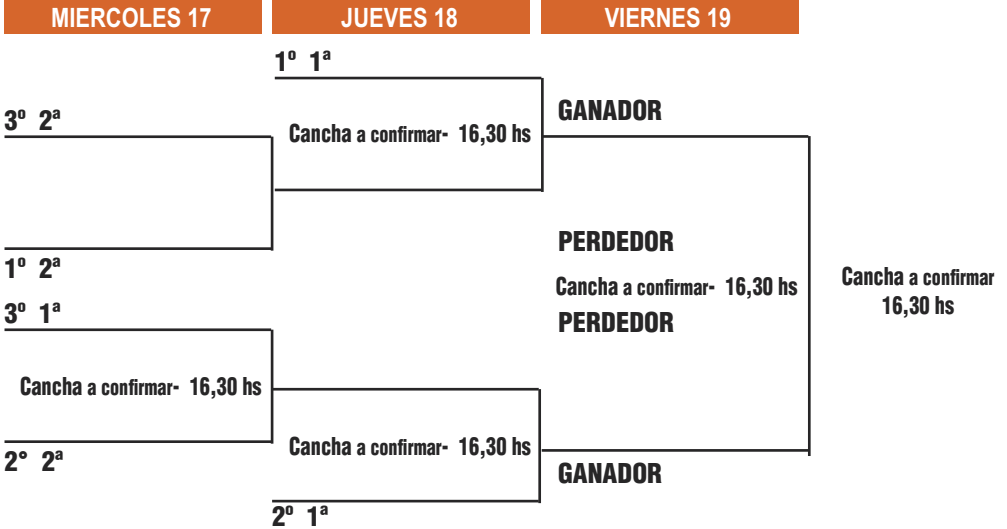 MIERCOLES 17
JUEVES 18
VIERNES 19
1º 1ª
3º 2ª
Cancha a confirmar- 16,30 hs
GANADOR
1º 2ª
PERDEDOR
Cancha a confirmar- 16,30 hs
PERDEDOR
Cancha a confirmar
16,30 hs
3º 1ª
Cancha a confirmar- 16,30 hs
2° 2ª
Cancha a confirmar- 16,30 hs
GANADOR
2º 1ª